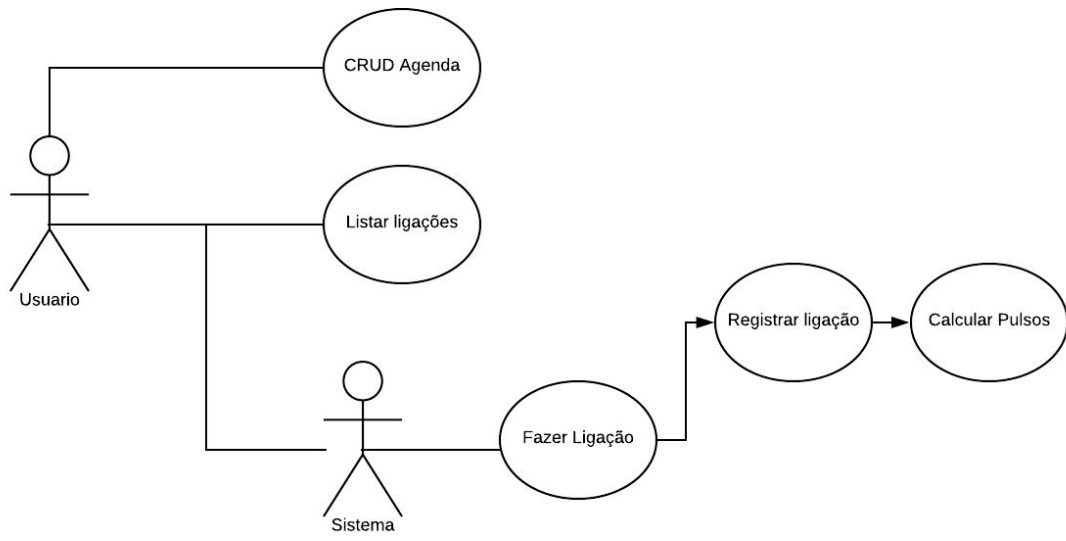 CRUD Agenda
Listar ligações
Usuario
Registrar ligação
Calcular Pulsos
Fazer Ligação
Sistema